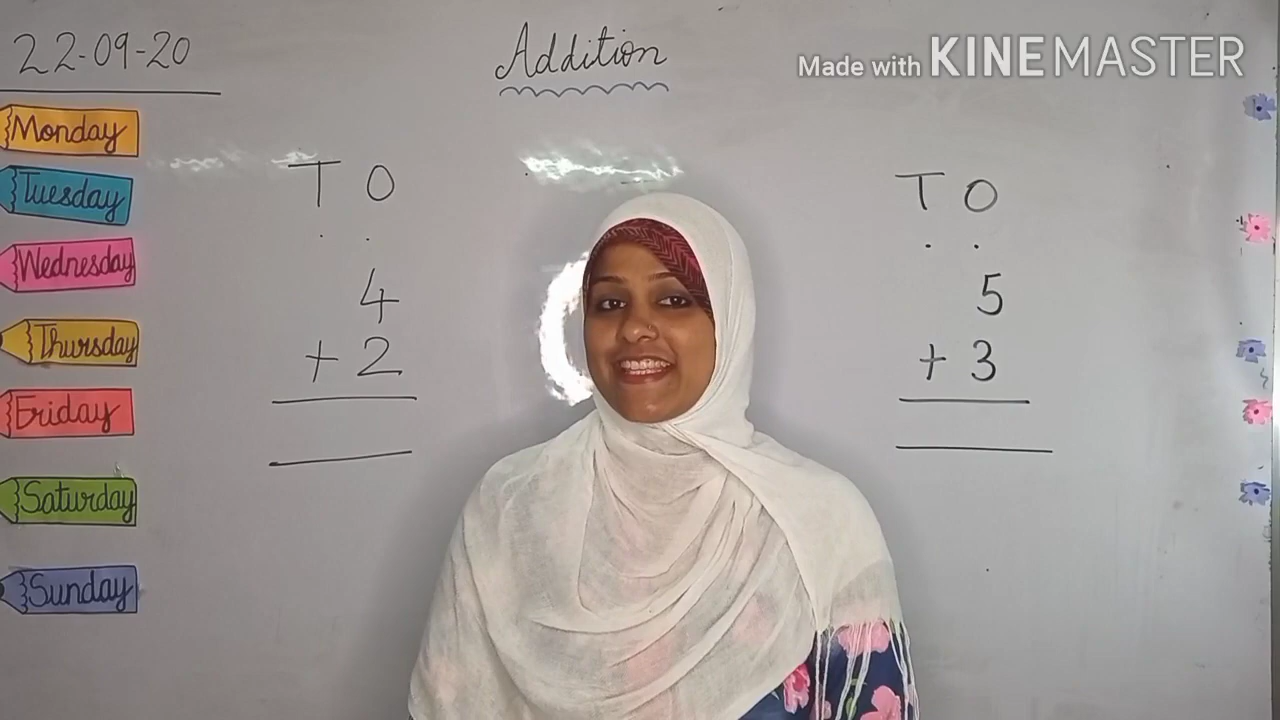 22-09-20
Addition
Made with KINEMASTER
Monday
Tuesday
Wednesday
Thursday
Friday
Saturday
Sunday
T O
4
+ 2
T O
5
+ 3